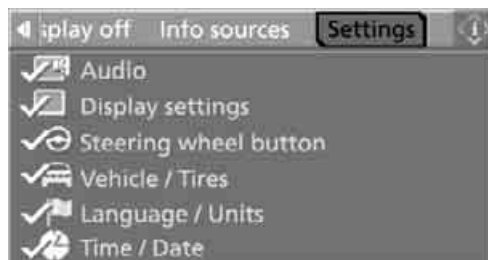 splay off Info sources Settings i
Audio
Display settings
Steering wheel button
Vehicle / Tires
Language / Units
Time / Date